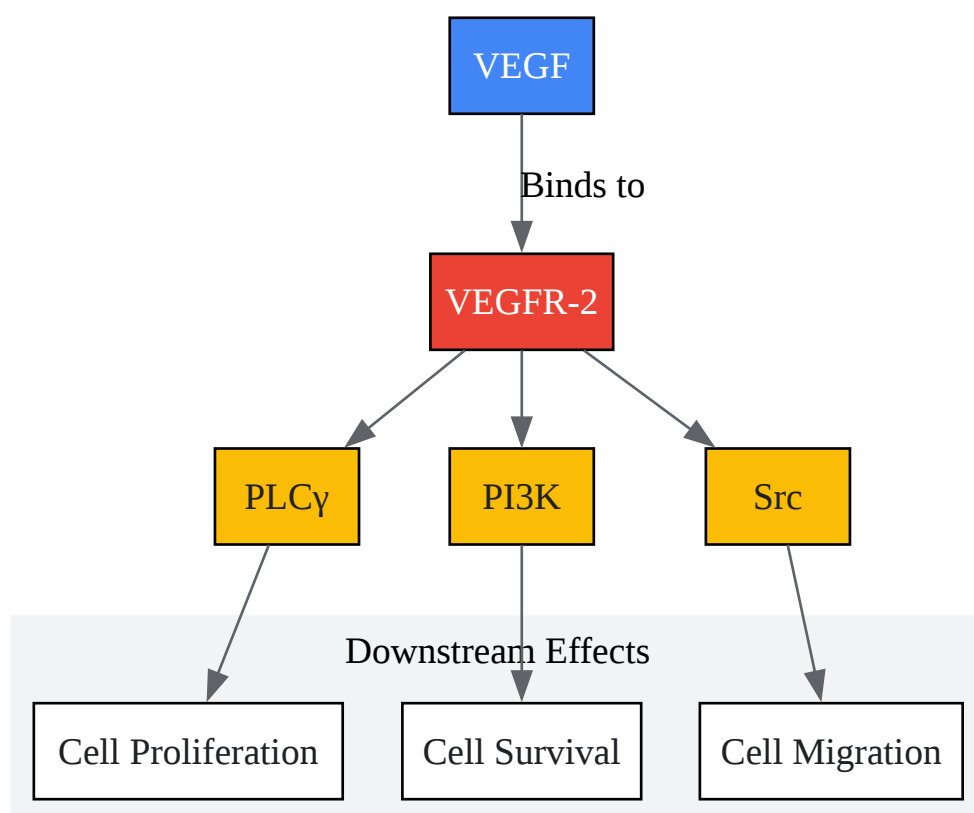 VEGF
Binds to
VEGFR-2
PLCγ
PI3K
Src
Downstream Effects
Cell Proliferation
Cell Survival
Cell Migration